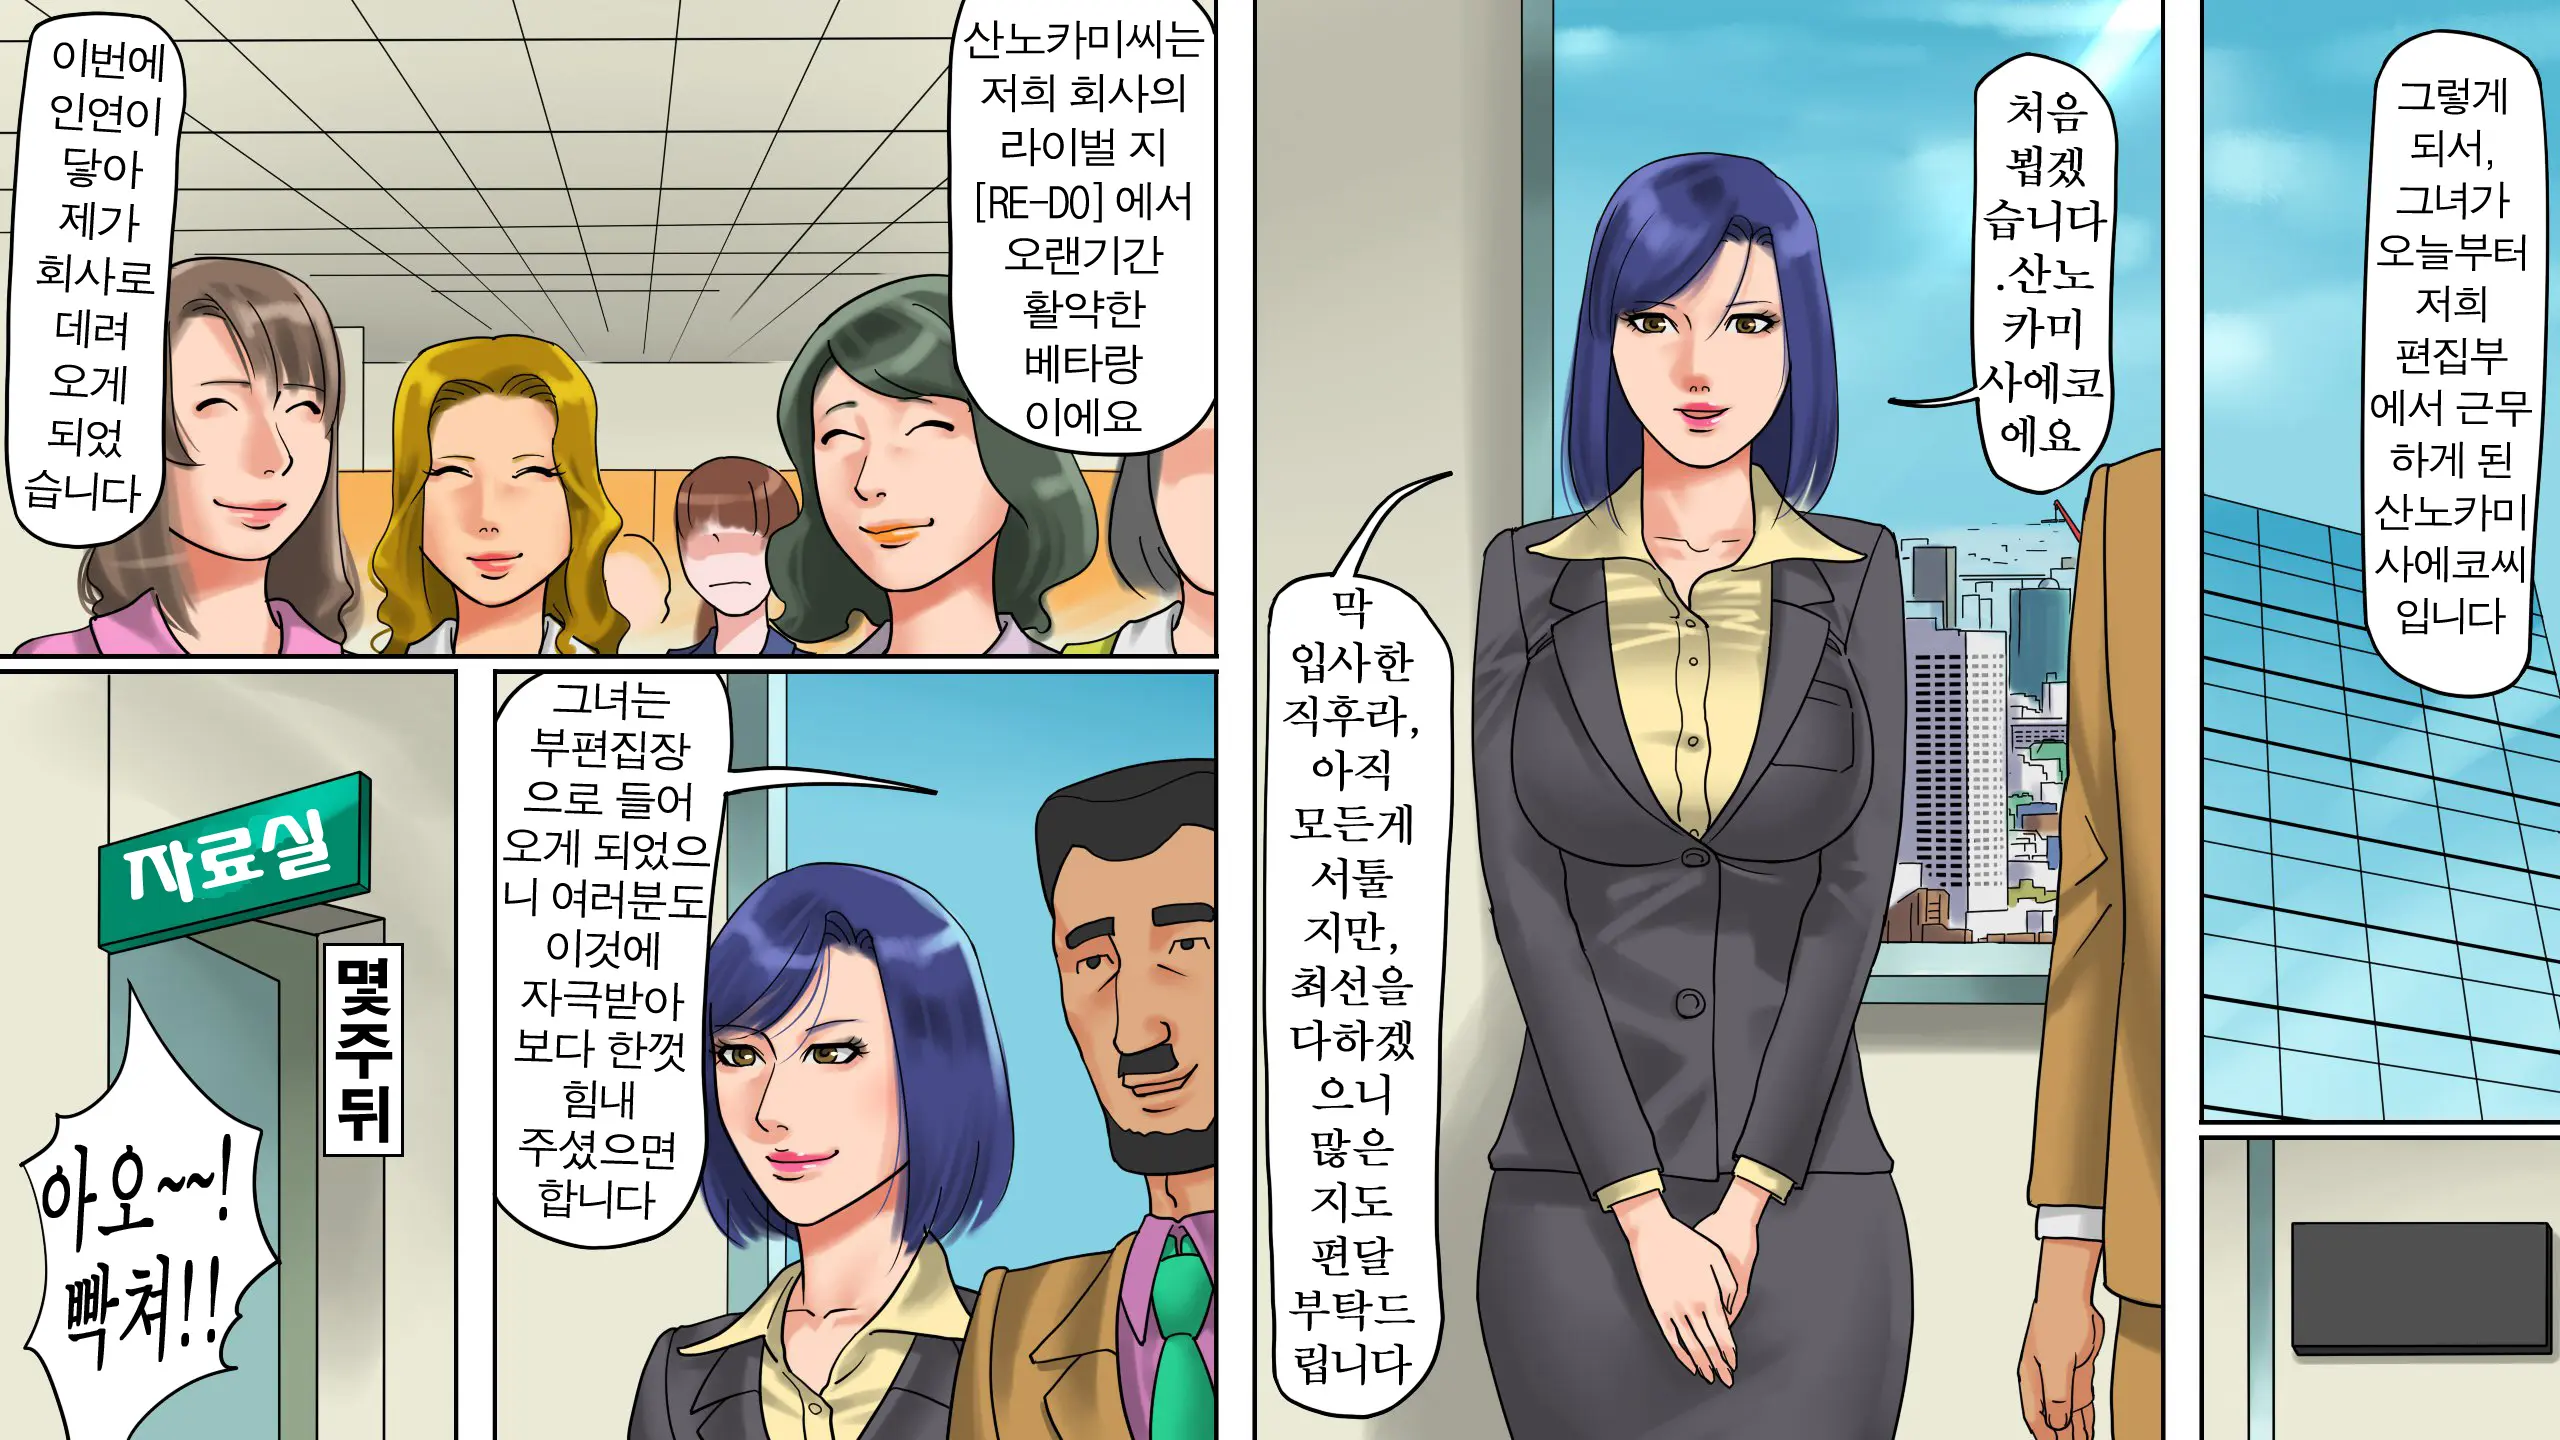 그렇게
되서,
그녀가
오늘부터
저희
편집부
에서 근무
하게 된
산노카미
사에코씨
입니다
처음
뵙겠
습니다
.산노
카미
사에코
에요
막
입사한
직후라,
아직
모든게
서툴
지만,
최선을
다하겠
으니
많은
지도
편달
부탁드
립니다
산노카미씨는
저희 회사의
라이벌 지
[RE-DO] 에서
오랜기간
활약한
베타랑
이에요
이번에
인연이
닿아
제가
회사로
데려
오게
되었
습니다
그녀는
부편집장
으로 들어
오게 되었으
니 여러분도
이것에
자극받아
보다 한껏
힘내
주셨으면
합니다
자료실
몇주뒤
아오~~!
빡쳐!!